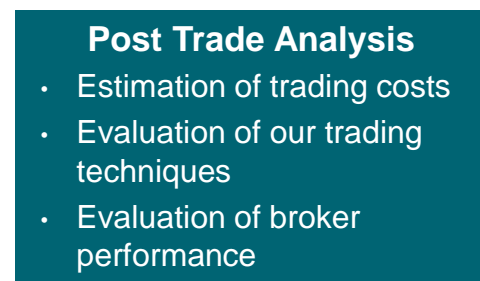 Post Trade Analysis
• Estimation of trading costs
• Evaluation of our trading
techniques
• Evaluation of broker
performance